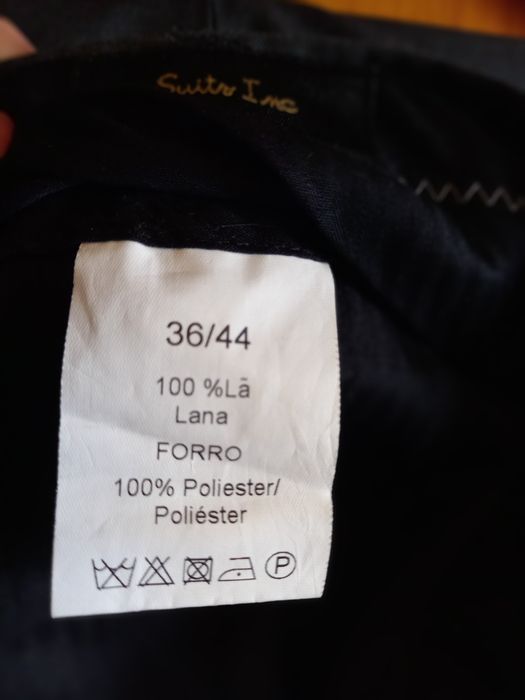 Suits Inc
36/44
100 %Lã
Lana
FORRO
100% Poliester/
Poliéster
P